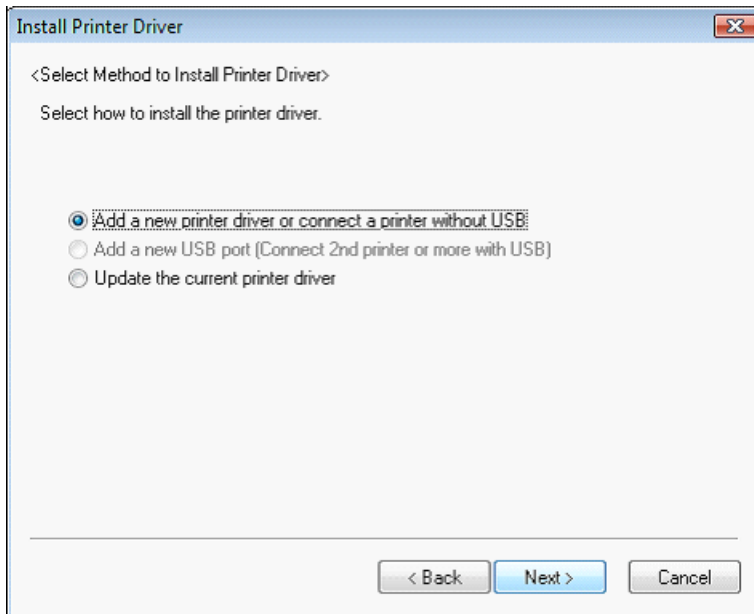 Install Printer Driver
<Select Method to Install Printer Driver>
Select how to install the printer driver.
Add a new printer driver or connect a printer without USB
Add a new USB port (Connect 2nd printer or more with USB)
Update the current printer driver
< Back Next > Cancel